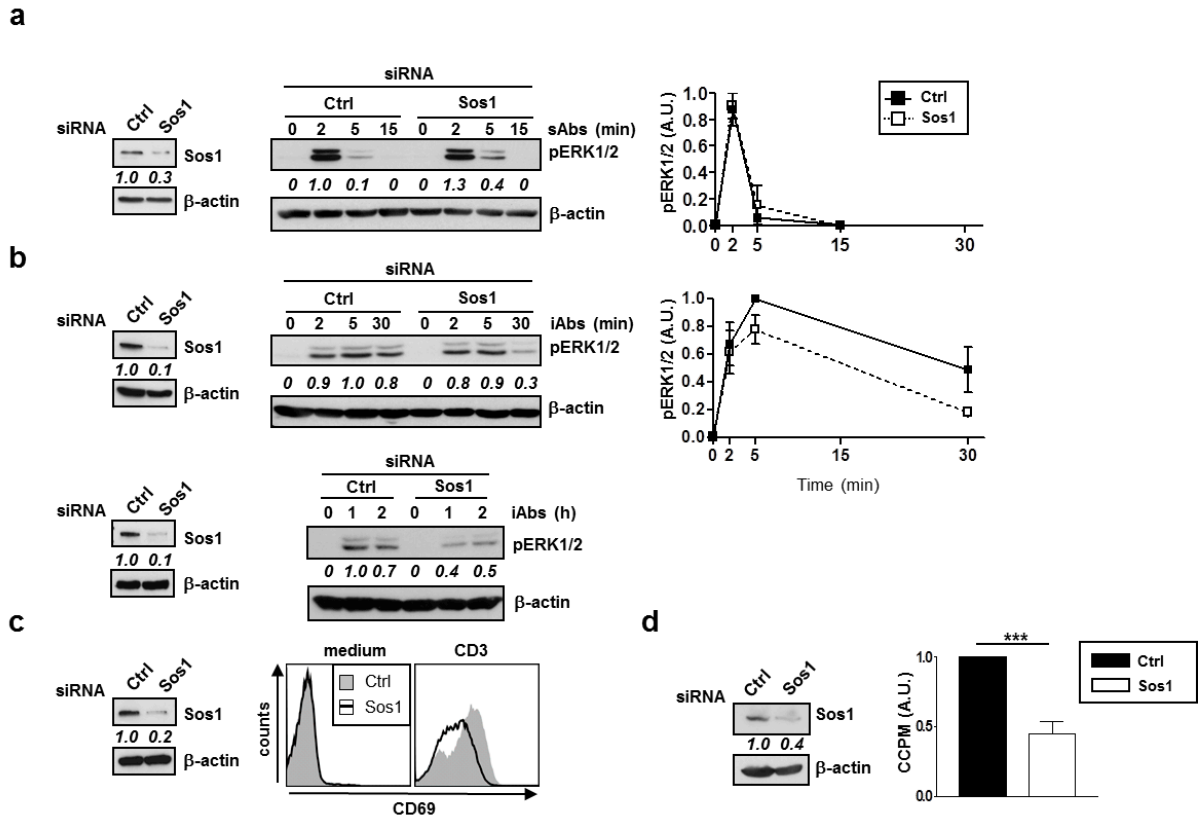 a
siRNA
Ctrl Sos1
siRNA Ctrl Sos1
0 2 5 15 0 2 5 15 sAbs (min)
Sos1 pERK1/2
1.0 0.3 0 1.0 0.1 0 0 1.3 0.4 0
β-actin β-actin
pERK1/2 (A.U.)
1.0
0.8
0.6
0.4
0.2
0.0
0 2 5 15 30
Ctrl
Sos1
b
siRNA
Ctrl Sos1
siRNA Ctrl Sos1
0 2 5 30 0 2 5 30 iAbs (min)
Sos1 pERK1/2
1.0 0.1 0 0.9 1.0 0.8 0 0.8 0.9 0.3
β-actin β-actin
pERK1/2 (A.U.)
1.0
0.8
0.6
0.4
0.2
0.0
0 2 5 15 30
Time (min)
siRNA
Ctrl Sos1
siRNA Ctrl Sos1
0 1 2 0 1 2 iAbs (h)
Sos1 pERK1/2
1.0 0.1 0 1.0 0.7 0 0.4 0.5
β-actin β-actin
c
siRNA Ctrl Sos1
Sos1
1.0 0.2
β-actin
medium CD3
Ctrl
Sos1
counts
CD69
d
siRNA Ctrl Sos1
Sos1
1.0 0.4
β-actin
CCPM (A.U.)
1.0
0.5
0.0
***
Ctrl
Sos1